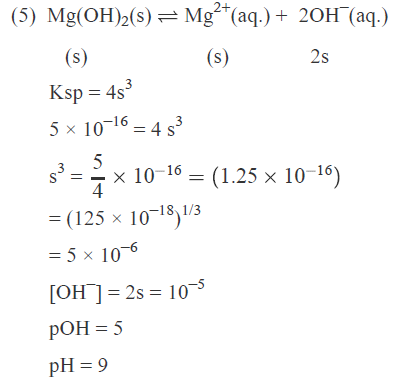 (5) Mg(OH)₂(s) ⇌ Mg²⁺(aq.) + 2OH⁻(aq.)
(s) (s) 2s
Ksp = 4s³
5 × 10⁻¹⁶ = 4 s³
s³ = 5/4 × 10⁻¹⁶ = (1.25 × 10⁻¹⁶)
= (125 × 10⁻¹⁸)^1/3
= 5 × 10⁻⁶
[OH⁻] = 2s = 10⁻⁵
pOH = 5
pH = 9